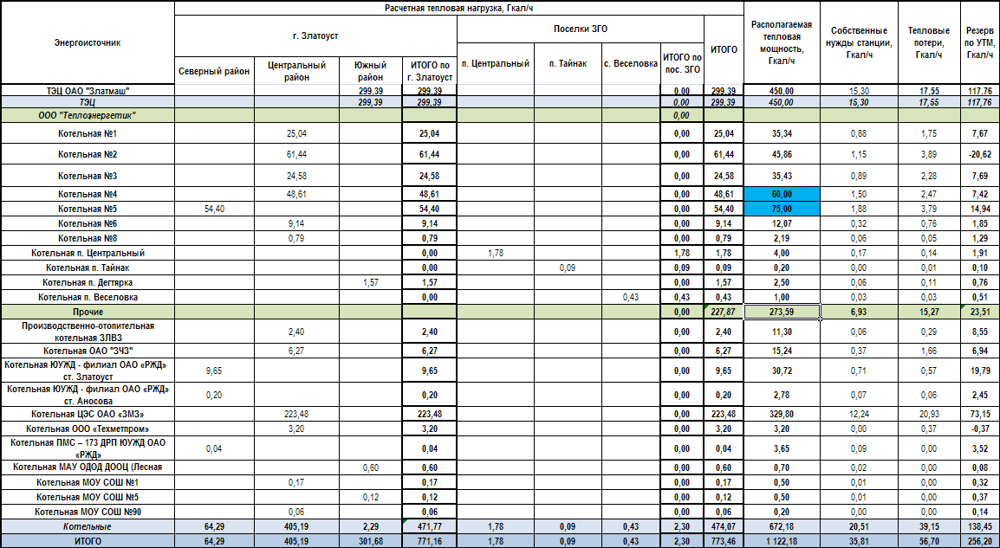 Энергоисточник
Расчетная тепловая нагрузка, Гкал/ч
г. Златоуст
Поселки ЗГО
ИТОГО
Располагаемая
тепловая
мощность,
Гкал/ч
Собственные
нужды станции,
Гкал/ч
Тепловые
потери,
Гкал/ч
Резерв
по УТМ,
Гкал/ч
Северный район
Центральный
район
Южный
район
ИТОГО по
г. Златоуст
п. Центральный
п. Тайнак
с. Веселовка
ИТОГО по
пос. ЗГО
ТЭЦ ОАО "Златмаш" 299,39 299,39 0,00 299,39 450,00 15,30 17,55 117,76
ТЭЦ 299,39 299,39 0,00 299,39 450,00 15,30 17,55 117,76
ООО "Теплоэнергетик" 0,00
Котельная №1 25,04 25,04 0,00 25,04 35,34 0,88 1,75 7,67
Котельная №2 61,44 61,44 0,00 61,44 45,86 1,15 3,89 -20,62
Котельная №3 24,58 24,58 0,00 24,58 35,43 0,89 2,28 7,69
Котельная №4 48,61 48,61 0,00 48,61 60,00 1,50 2,47 7,42
Котельная №5 54,40 54,40 0,00 54,40 75,00 1,88 3,79 14,94
Котельная №6 9,14 9,14 0,00 9,14 12,07 0,32 0,76 1,85
Котельная №8 0,79 0,79 0,00 0,79 2,19 0,06 0,05 1,29
Котельная п. Центральный 0,00 1,78 1,78 1,78 4,00 0,17 0,14 1,91
Котельная п. Тайнак 0,00 0,09 0,09 0,09 0,20 0,00 0,01 0,10
Котельная п. Дегтярка 1,57 1,57 0,00 1,57 2,50 0,06 0,11 0,76
Котельная п. Веселовка 0,00 0,43 0,43 0,43 1,00 0,03 0,03 0,51
Прочие 0,00 227,87 273,59 6,93 15,27 23,51
Производственно-отопительная
котельная ЗЛВЗ 2,40 2,40 0,00 2,40 11,30 0,06 0,29 8,55
Котельная ОАО "ЗЧЗ" 6,27 6,27 0,00 6,27 15,24 0,37 1,66 6,94
Котельная ЮУЖД - филиал ОАО «РЖД»
ст. Златоуст 9,65 9,65 0,00 9,65 30,72 0,71 0,57 19,79
Котельная ЮУЖД - филиал ОАО «РЖД»
ст. Аносова 0,20 0,20 0,00 0,20 2,78 0,07 0,06 2,45
Котельная ЦЭС ОАО «ЗМЗ» 223,48 223,48 0,00 223,48 329,80 12,24 20,93 73,15
Котельная ООО «Техметпром» 3,20 3,20 0,00 3,20 3,20 0,00 0,37 -0,37
Котельная ПМС – 173 ДРП ЮУЖД ОАО
«РЖД» 0,04 0,04 0,00 0,04 3,65 0,09 0,00 3,52
Котельная МАУ ОДОД ДООЦ (Лесная 0,60 0,60 0,00 0,60 0,70 0,02 0,00 0,08
Котельная МОУ СОШ №1 0,17 0,17 0,00 0,17 0,50 0,01 0,00 0,32
Котельная МОУ СОШ №5 0,12 0,12 0,00 0,12 0,50 0,01 0,00 0,37
Котельная МОУ СОШ №90 0,06 0,06 0,00 0,06 0,20 0,00 0,00 0,14
Котельные 64,29 405,19 2,29 471,77 1,78 0,09 0,43 2,30 474,07 672,18 20,51 39,15 138,45
ИТОГО 64,29 405,19 301,68 771,16 1,78 0,09 0,43 2,30 773,46 1 122,18 35,81 56,70 256,20